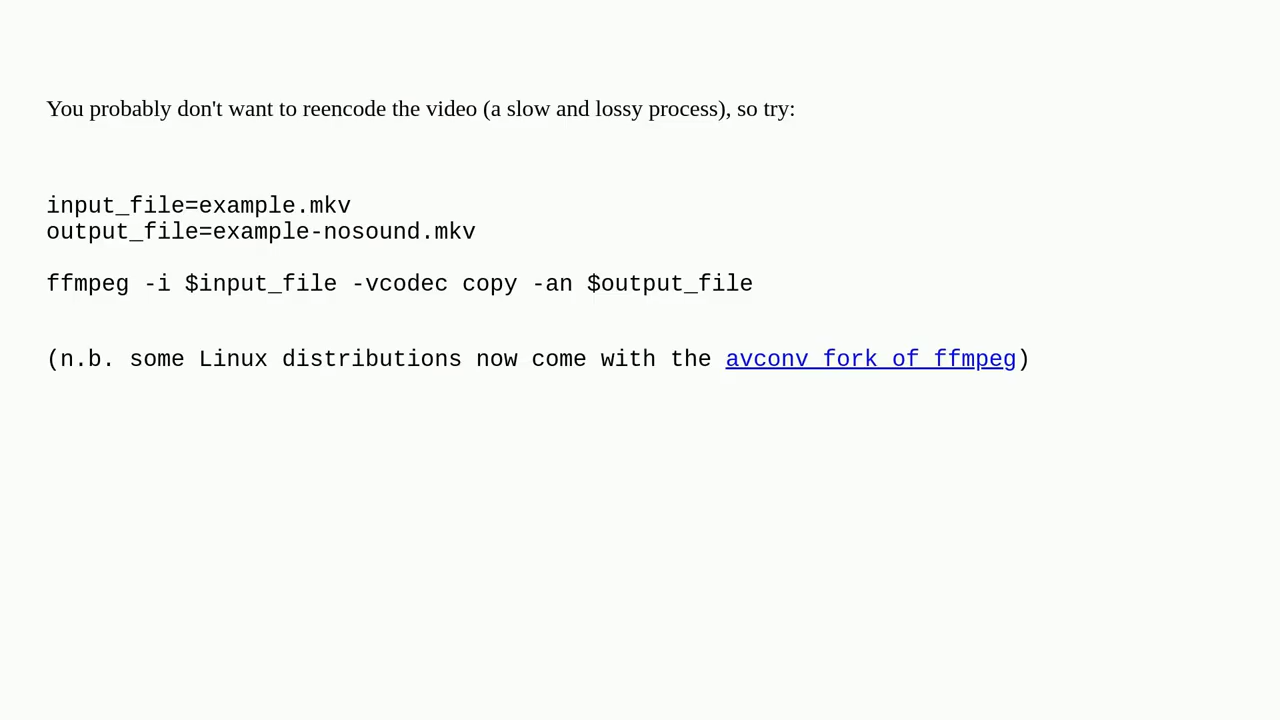 You probably don't want to reencode the video (a slow and lossy process), so try:
input_file=example.mkv
output_file=example-nosound.mkv
ffmpeg -i $input_file -vcodec copy -an $output_file
(n.b. some Linux distributions now come with the avconv fork of ffmpeg)